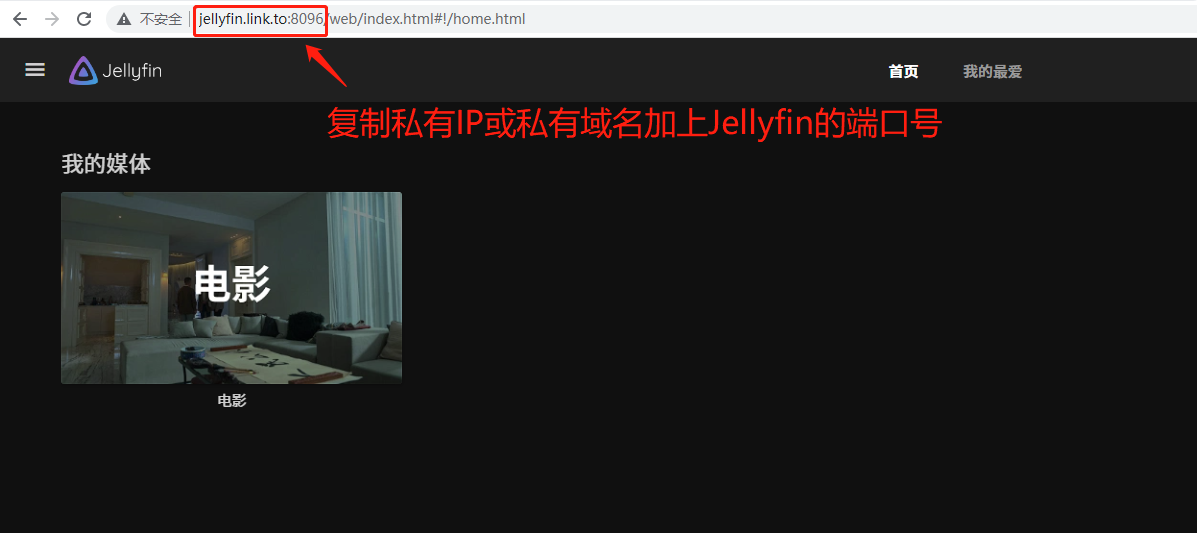 不安全 | jellyfin.link.to:8096/web/index.html#!/home.html
Jellyfin
首页
我的最爱
复制私有IP或私有域名加上Jellyfin的端口号
我的媒体
电影
电影